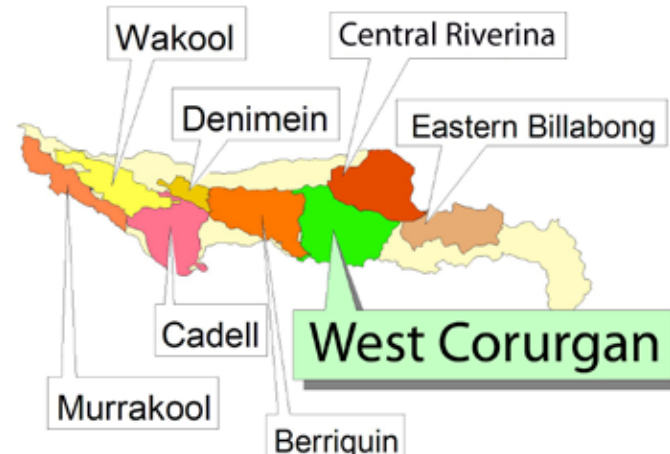 Wakool
Central Riverina
Denimein
Eastern Billabong
Cadell
West Corurgan
Murrakool
Berriquin